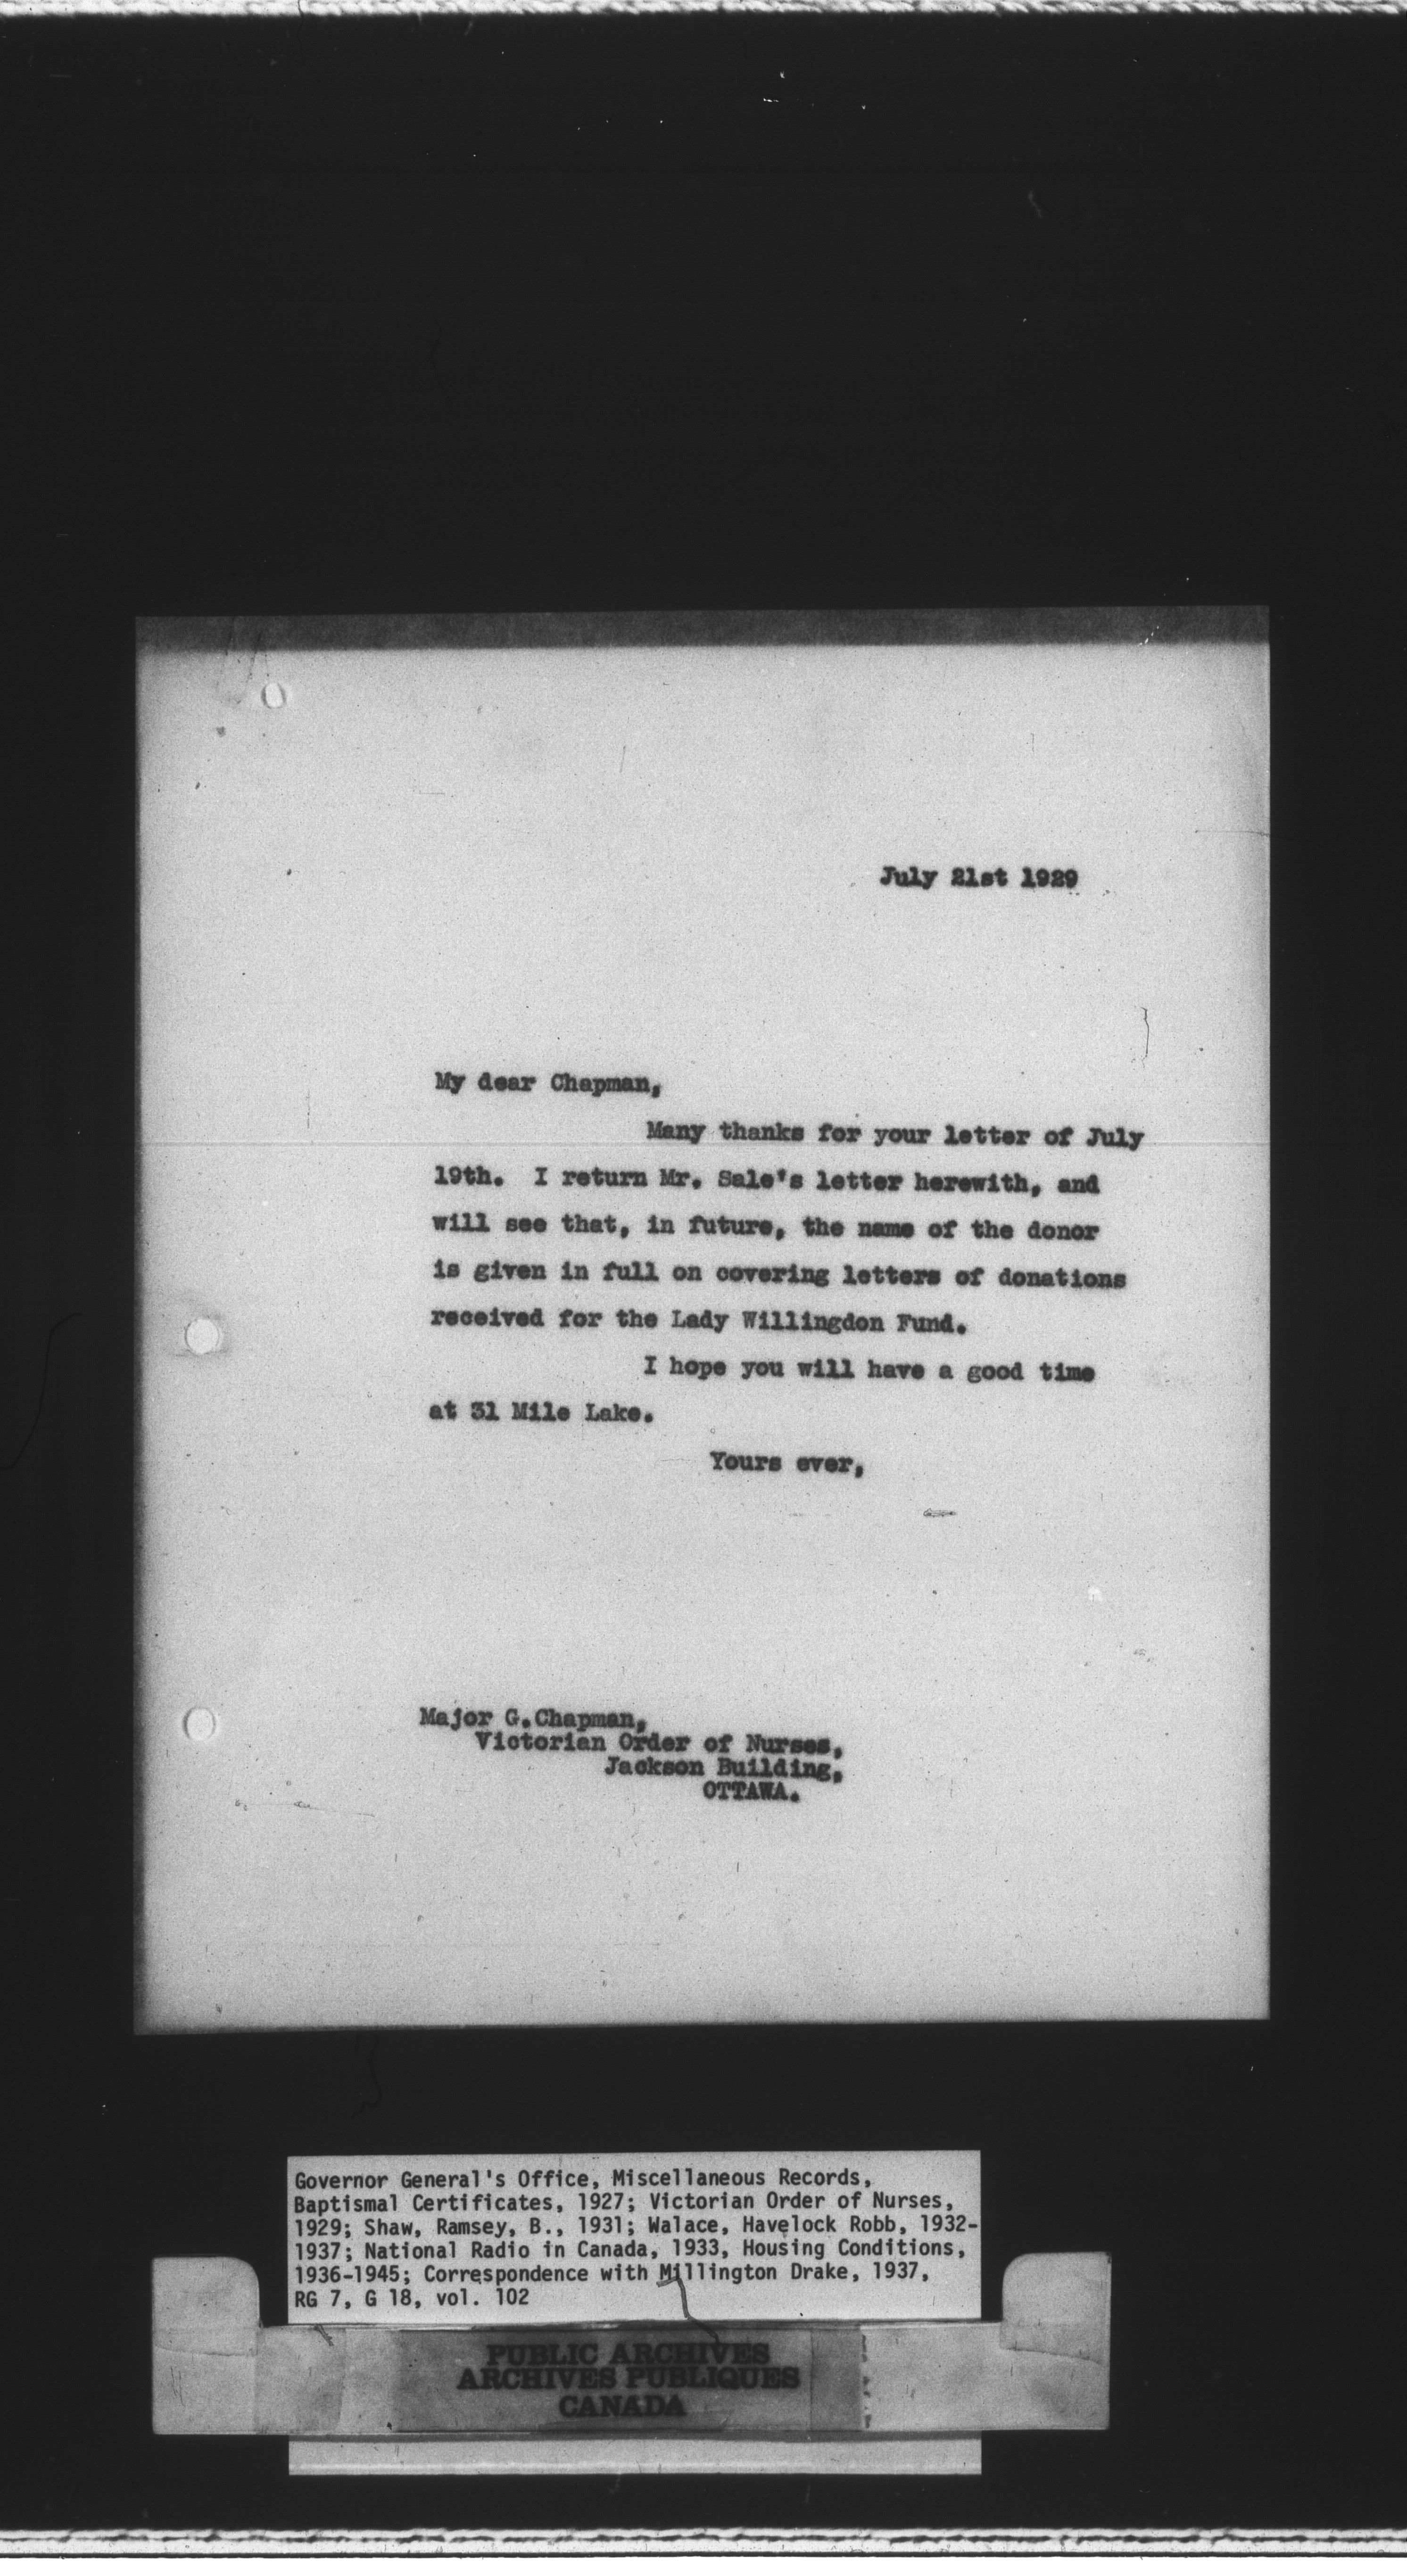 July 21st 1929
My dear Chapman,
Many thanks for your letter of July
19th. I return Mr. Sale's letter herewith, and
will see that, in future, the name of the donor
is given in full on covering letters of donations
received for the Lady Willingdon Fund.
I hope you will have a good time
at 31 Mile Lake.
Yours ever,
Major G.Chapman,
Victorian Order of Nurses,
Jackson Building,
OTTAWA.
Governor General's Office, Miscellaneous Records,
Baptismal Certificates, 1927; Victorian Order of Nurses,
1929; Shaw, Ramsey, B., 1931; Walace, Havelock Robb, 1932-
1937; National Radio in Canada, 1933, Housing Conditions,
1936-1945; Correspondence with Millington Drake, 1937,
RG 7, G 18, vol. 102
PUBLIC ARCHIVES
ARCHIVES PUBLIQUES
CANADA